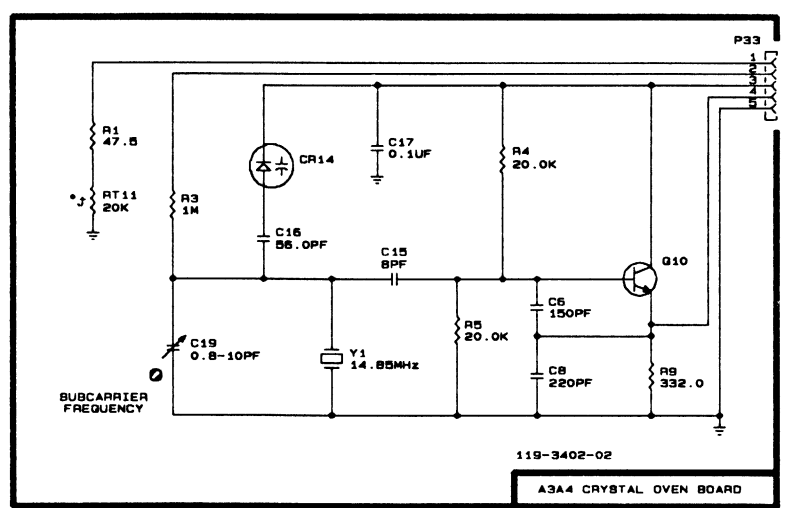 P33
1
2
3
4
5
R1
47.5
RT11
20K
R3
1M
CR14
C17
0.1UF
R4
20.0K
C16
56.0PF
C15
8PF
Q10
C6
150PF
R5
20.0K
C19
0.8-10PF
Y1
14.85MHz
C8
220PF
R9
332.0
SUBCARRIER
FREQUENCY
119-3402-02
A3A4 CRYSTAL OVEN BOARD